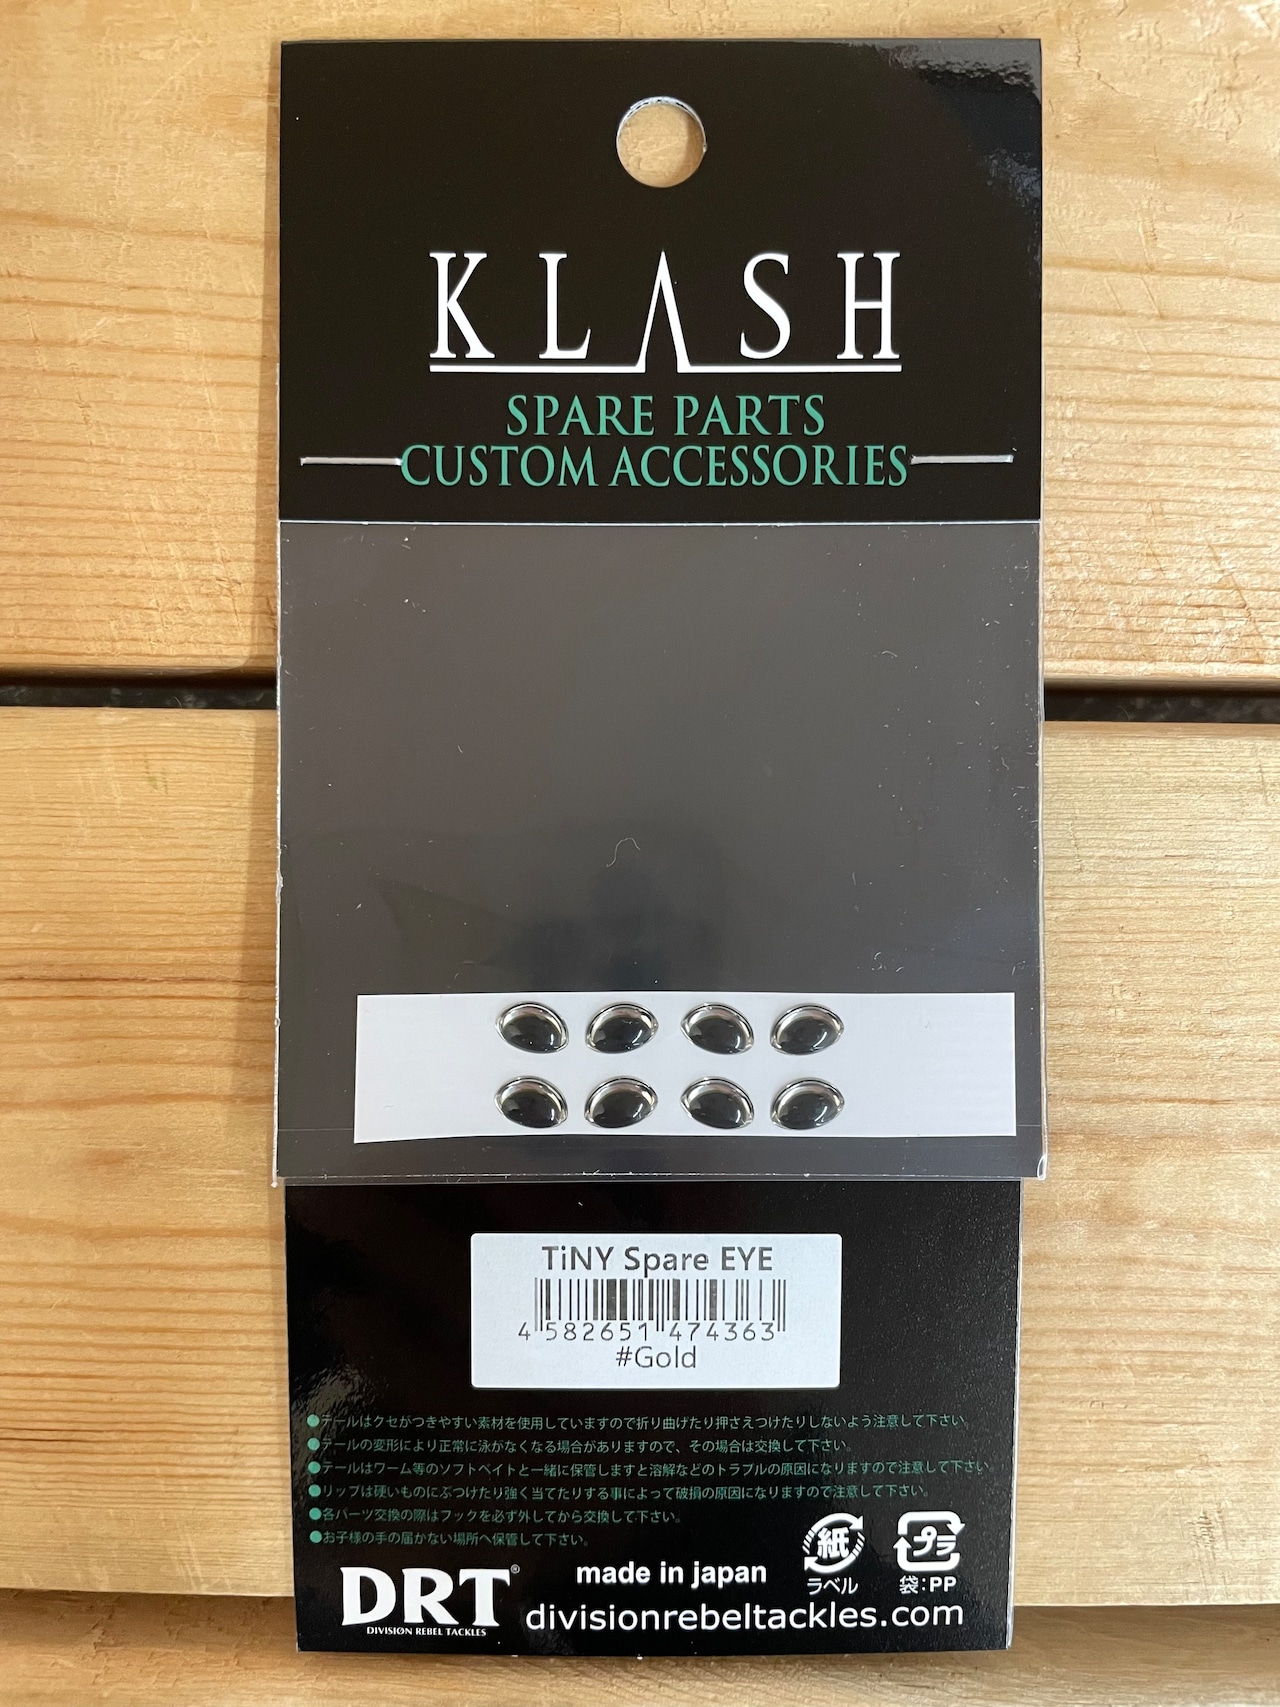 KLASH
SPARE PARTS
CUSTOM ACCESSORIES
TiNY Spare EYE
4 582651 474363
#Gold
●テールはクセがつきやすい素材を使用していますので折り曲げたり押さえつけたりしないよう注意して下さい。
●テールの変形により正常に泳がなくなる場合がありますので、その場合は交換して下さい。
●テールはワーム等のソフトベイトと一緒に保管しますと溶解などのトラブルの原因になりますので注意して下さい
●リップは硬いものにぶつけたり強く当てたりする事によって破損の原因になりますので注意して下さい。
●各パーツ交換の際はフックを必ず外してから交換して下さい。
●お子様の手の届かない場所へ保管して下さい。
紙
ラベル
プラ
袋:PP
DRT®
DIVISION REBEL TACKLES
made in japan
divisionrebeltackles.com